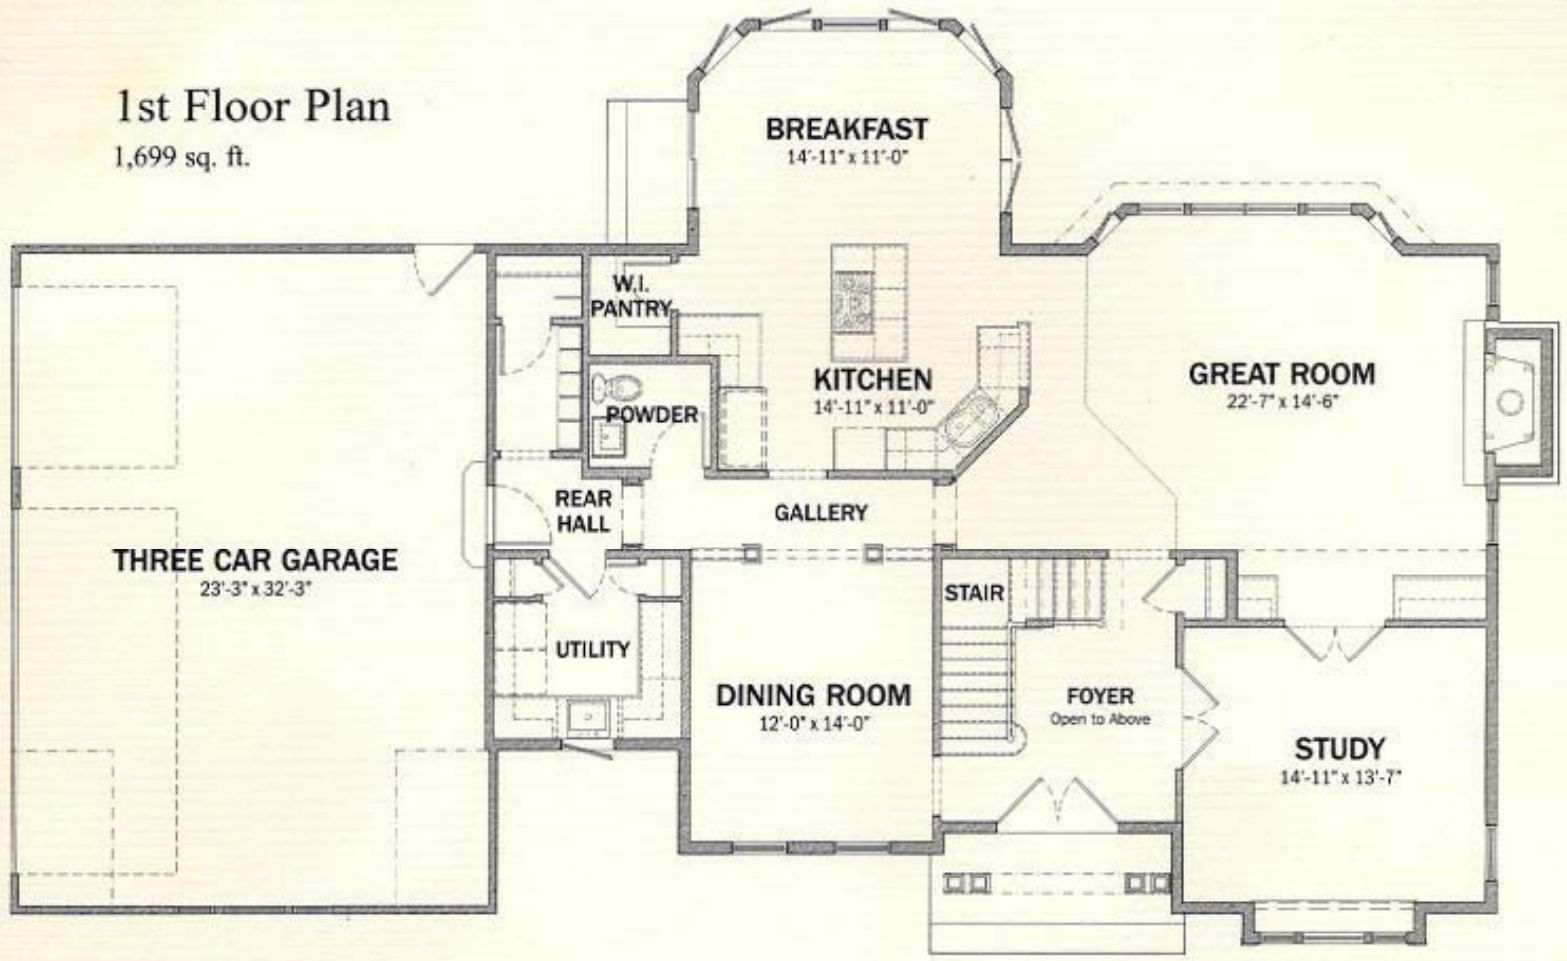 1st Floor Plan
1,699 sq. ft.
BREAKFAST
14'-11" x 11'-0"
W.I.
PANTRY
KITCHEN
14'-11" x 11'-0"
GREAT ROOM
22'-7" x 14'-6"
POWDER
REAR
HALL
GALLERY
THREE CAR GARAGE
23'-3" x 32'-3"
STAIR
UTILITY
DINING ROOM
12'-0" x 14'-0"
FOYER
Open to Above
STUDY
14'-11" x 13'-7"